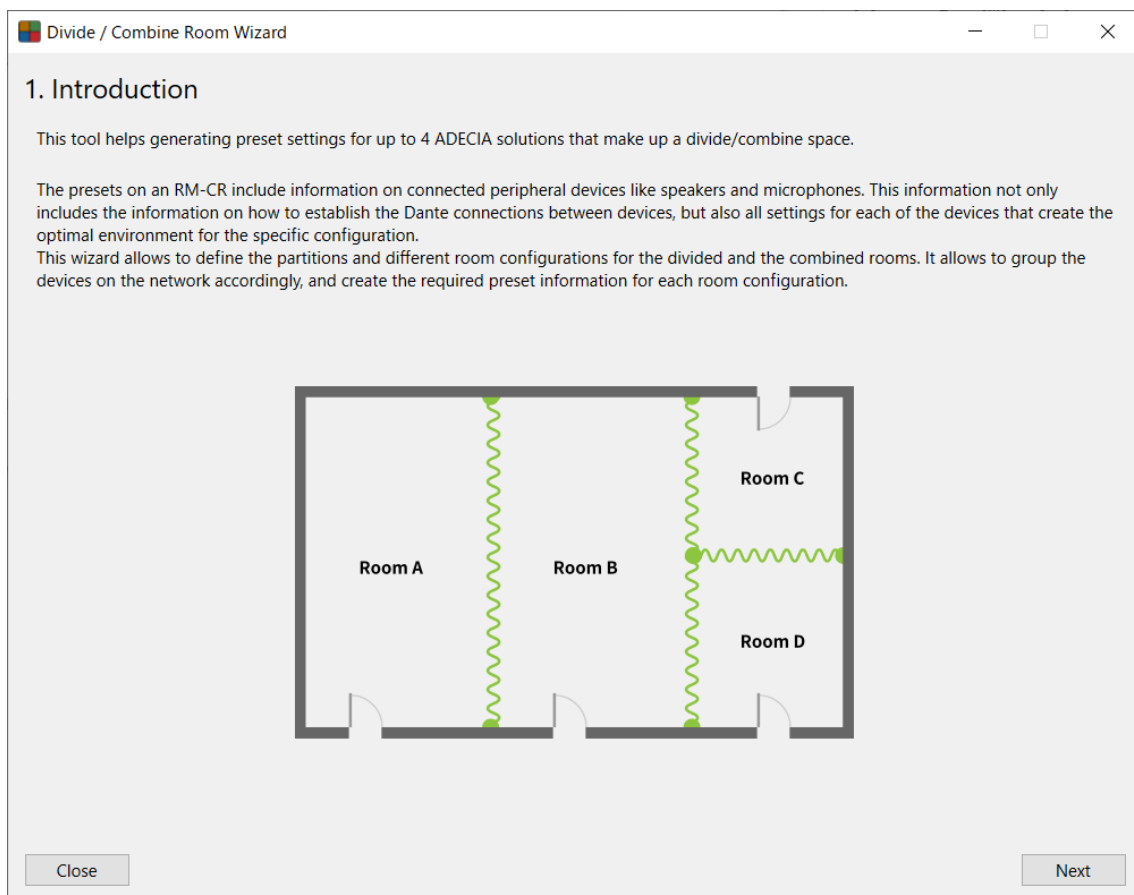 Divide / Combine Room Wizard
1. Introduction
This tool helps generating preset settings for up to 4 ADECIA solutions that make up a divide/combine space.
The presets on an RM-CR include information on connected peripheral devices like speakers and microphones. This information not only
includes the information on how to establish the Dante connections between devices, but also all settings for each of the devices that create the
optimal environment for the specific configuration.
This wizard allows to define the partitions and different room configurations for the divided and the combined rooms. It allows to group the
devices on the network accordingly, and create the required preset information for each room configuration.
Room C
Room A
Room B
Room D
Close
Next